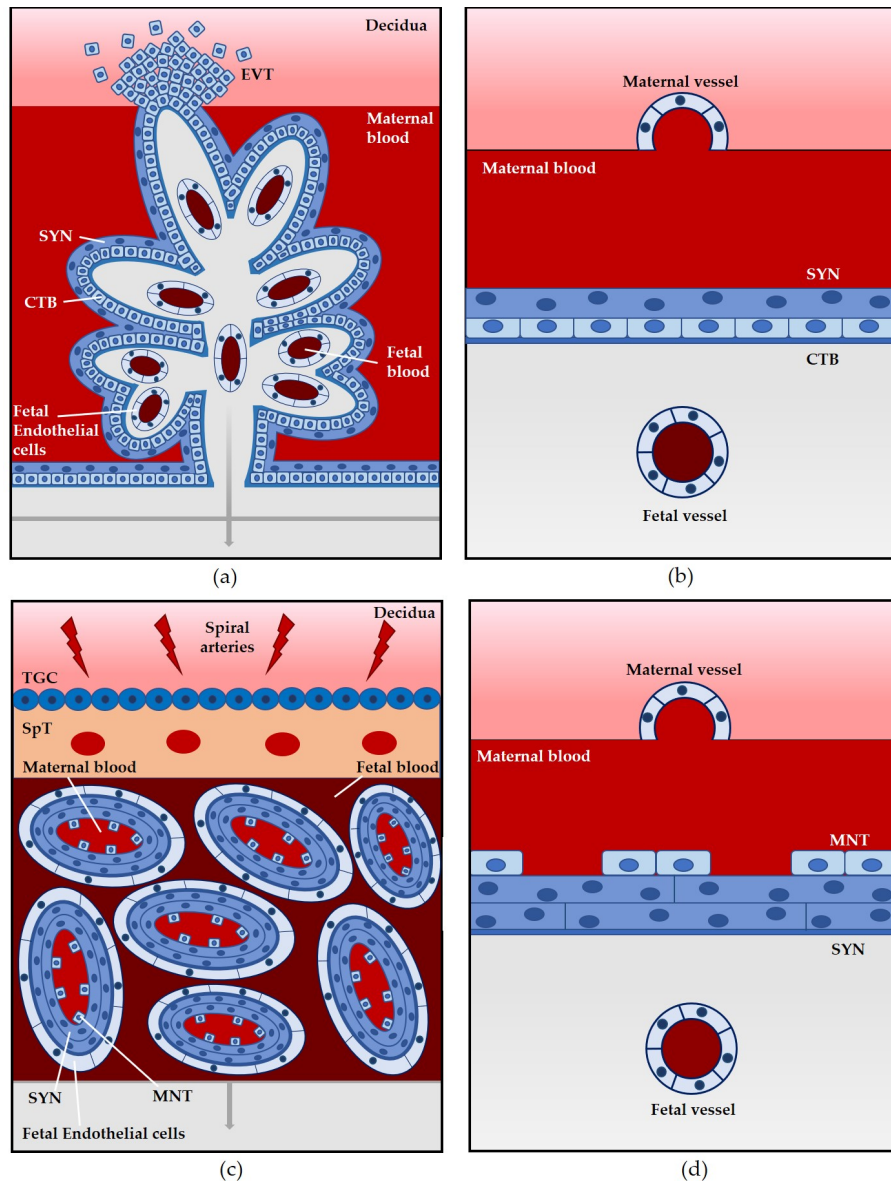 Decidua
EVT
Maternal
blood
SYN
CTB
Fetal
blood
Fetal
Endothelial
cells
(a)
Maternal vessel
Maternal blood
SYN
CTB
Fetal vessel
(b)
Decidua
Spiral
arteries
TGC
SpT
Maternal blood
Fetal blood
SYN
MNT
Fetal Endothelial cells
(c)
Maternal vessel
Maternal blood
MNT
SYN
Fetal vessel
(d)